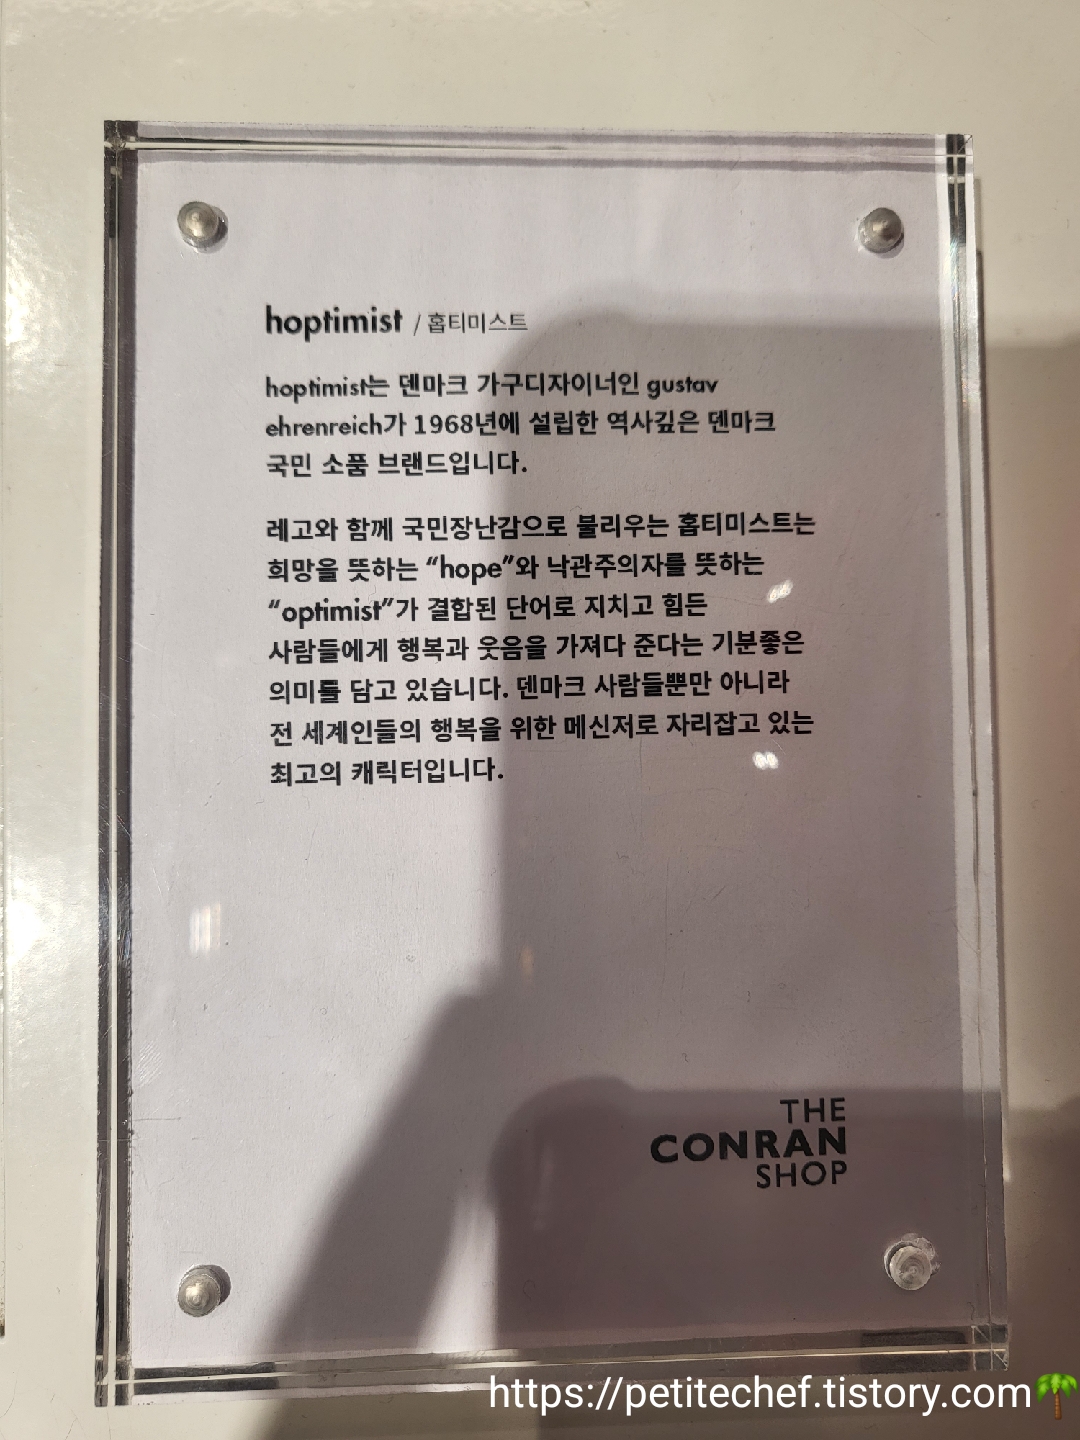 hoptimist / 홉티미스트
hoptimist는 덴마크 가구디자이너인 gustav
ehrenreich가 1968년에 설립한 역사깊은 덴마크
국민 소품 브랜드입니다.
레고와 함께 국민장난감으로 불리우는 홉티미스트는
희망을 뜻하는 “hope”와 낙관주의자를 뜻하는
“optimist”가 결합된 단어로 지치고 힘든
사람들에게 행복과 웃음을 가져다 준다는 기분좋은
의미를 담고 있습니다. 덴마크 사람들뿐만 아니라
전 세계인들의 행복을 위한 메신저로 자리잡고 있는
최고의 캐릭터입니다.
THE
CONRAN
SHOP
https://petitechef.tistory.com🌴